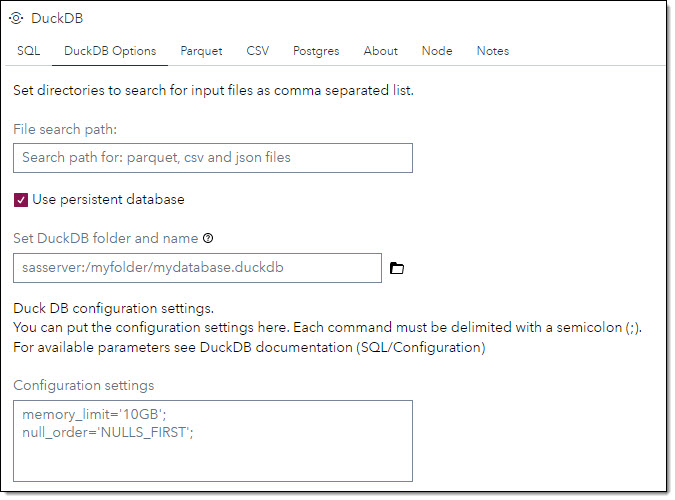 DuckDB
SQL DuckDB Options Parquet CSV Postgres About Node Notes
Set directories to search for input files as comma separated list.
File search path:
Search path for: parquet, csv and json files
Use persistent database
Set DuckDB folder and name
sasserver:/myfolder/mydatabase.duckdb
Duck DB configuration settings.
You can put the configuration settings here. Each command must be delimited with a semicolon (;).
For available parameters see DuckDB documentation (SQL/Configuration)
Configuration settings
memory_limit='10GB';
null_order='NULLS_FIRST';